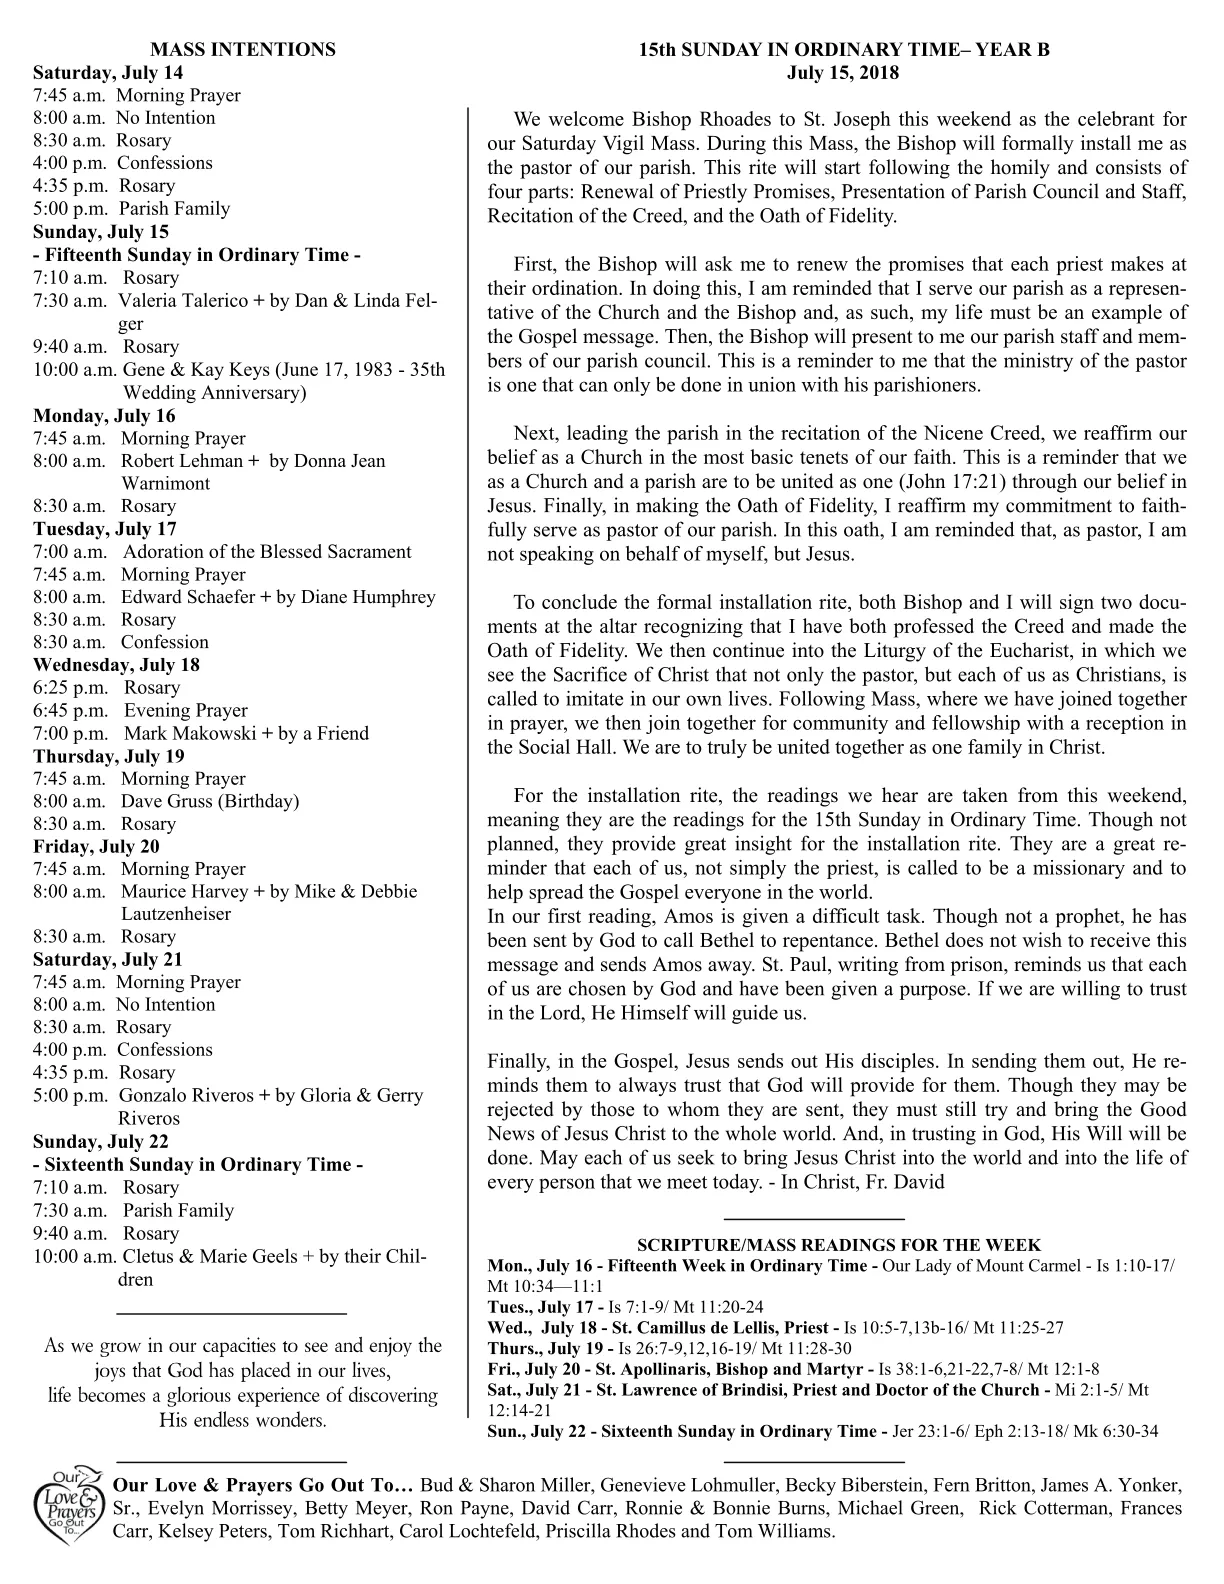 MASS INTENTIONS
Saturday, July 14
7:45 a.m. Morning Prayer
8:00 a.m. No Intention
8:30 a.m. Rosary
4:00 p.m. Confessions
4:35 p.m. Rosary
5:00 p.m. Parish Family
Sunday, July 15
- Fifteenth Sunday in Ordinary Time -
7:10 a.m. Rosary
7:30 a.m. Valeria Talerico + by Dan & Linda Fel-
ger
9:40 a.m. Rosary
10:00 a.m. Gene & Kay Keys (June 17, 1983 - 35th
Wedding Anniversary)
Monday, July 16
7:45 a.m. Morning Prayer
8:00 a.m. Robert Lehman + by Donna Jean
Warnimont
8:30 a.m. Rosary
Tuesday, July 17
7:00 a.m. Adoration of the Blessed Sacrament
7:45 a.m. Morning Prayer
8:00 a.m. Edward Schaefer + by Diane Humphrey
8:30 a.m. Rosary
8:30 a.m. Confession
Wednesday, July 18
6:25 p.m. Rosary
6:45 p.m. Evening Prayer
7:00 p.m. Mark Makowski + by a Friend
Thursday, July 19
7:45 a.m. Morning Prayer
8:00 a.m. Dave Gruss (Birthday)
8:30 a.m. Rosary
Friday, July 20
7:45 a.m. Morning Prayer
8:00 a.m. Maurice Harvey + by Mike & Debbie
Lautzenheiser
8:30 a.m. Rosary
Saturday, July 21
7:45 a.m. Morning Prayer
8:00 a.m. No Intention
8:30 a.m. Rosary
4:00 p.m. Confessions
4:35 p.m. Rosary
5:00 p.m. Gonzalo Riveros + by Gloria & Gerry
Riveros
Sunday, July 22
- Sixteenth Sunday in Ordinary Time -
7:10 a.m. Rosary
7:30 a.m. Parish Family
9:40 a.m. Rosary
10:00 a.m. Cletus & Marie Geels + by their Chil-
dren
As we grow in our capacities to see and enjoy the
joys that God has placed in our lives,
life becomes a glorious experience of discovering
His endless wonders.
15th SUNDAY IN ORDINARY TIME– YEAR B
July 15, 2018
We welcome Bishop Rhoades to St. Joseph this weekend as the celebrant for
our Saturday Vigil Mass. During this Mass, the Bishop will formally install me as
the pastor of our parish. This rite will start following the homily and consists of
four parts: Renewal of Priestly Promises, Presentation of Parish Council and Staff,
Recitation of the Creed, and the Oath of Fidelity.
First, the Bishop will ask me to renew the promises that each priest makes at
their ordination. In doing this, I am reminded that I serve our parish as a represen-
tative of the Church and the Bishop and, as such, my life must be an example of
the Gospel message. Then, the Bishop will present to me our parish staff and mem-
bers of our parish council. This is a reminder to me that the ministry of the pastor
is one that can only be done in union with his parishioners.
Next, leading the parish in the recitation of the Nicene Creed, we reaffirm our
belief as a Church in the most basic tenets of our faith. This is a reminder that we
as a Church and a parish are to be united as one (John 17:21) through our belief in
Jesus. Finally, in making the Oath of Fidelity, I reaffirm my commitment to faith-
fully serve as pastor of our parish. In this oath, I am reminded that, as pastor, I am
not speaking on behalf of myself, but Jesus.
To conclude the formal installation rite, both Bishop and I will sign two docu-
ments at the altar recognizing that I have both professed the Creed and made the
Oath of Fidelity. We then continue into the Liturgy of the Eucharist, in which we
see the Sacrifice of Christ that not only the pastor, but each of us as Christians, is
called to imitate in our own lives. Following Mass, where we have joined together
in prayer, we then join together for community and fellowship with a reception in
the Social Hall. We are to truly be united together as one family in Christ.
For the installation rite, the readings we hear are taken from this weekend,
meaning they are the readings for the 15th Sunday in Ordinary Time. Though not
planned, they provide great insight for the installation rite. They are a great re-
minder that each of us, not simply the priest, is called to be a missionary and to
help spread the Gospel everyone in the world.
In our first reading, Amos is given a difficult task. Though not a prophet, he has
been sent by God to call Bethel to repentance. Bethel does not wish to receive this
message and sends Amos away. St. Paul, writing from prison, reminds us that each
of us are chosen by God and have been given a purpose. If we are willing to trust
in the Lord, He Himself will guide us.
Finally, in the Gospel, Jesus sends out His disciples. In sending them out, He re-
minds them to always trust that God will provide for them. Though they may be
rejected by those to whom they are sent, they must still try and bring the Good
News of Jesus Christ to the whole world. And, in trusting in God, His Will will be
done. May each of us seek to bring Jesus Christ into the world and into the life of
every person that we meet today. - In Christ, Fr. David
SCRIPTURE/MASS READINGS FOR THE WEEK
Mon., July 16 - Fifteenth Week in Ordinary Time - Our Lady of Mount Carmel - Is 1:10-17/
Mt 10:34—11:1
Tues., July 17 - Is 7:1-9/ Mt 11:20-24
Wed., July 18 - St. Camillus de Lellis, Priest - Is 10:5-7,13b-16/ Mt 11:25-27
Thurs., July 19 - Is 26:7-9,12,16-19/ Mt 11:28-30
Fri., July 20 - St. Apollinaris, Bishop and Martyr - Is 38:1-6,21-22,7-8/ Mt 12:1-8
Sat., July 21 - St. Lawrence of Brindisi, Priest and Doctor of the Church - Mi 2:1-5/ Mt
12:14-21
Sun., July 22 - Sixteenth Sunday in Ordinary Time - Jer 23:1-6/ Eph 2:13-18/ Mk 6:30-34
Our
Love &
Prayers
Go Out
To...
Our Love & Prayers Go Out To… Bud & Sharon Miller, Genevieve Lohmuller, Becky Biberstein, Fern Britton, James A. Yonker,
Sr., Evelyn Morrissey, Betty Meyer, Ron Payne, David Carr, Ronnie & Bonnie Burns, Michael Green, Rick Cotterman, Frances
Carr, Kelsey Peters, Tom Richhart, Carol Lochtefeld, Priscilla Rhodes and Tom Williams.